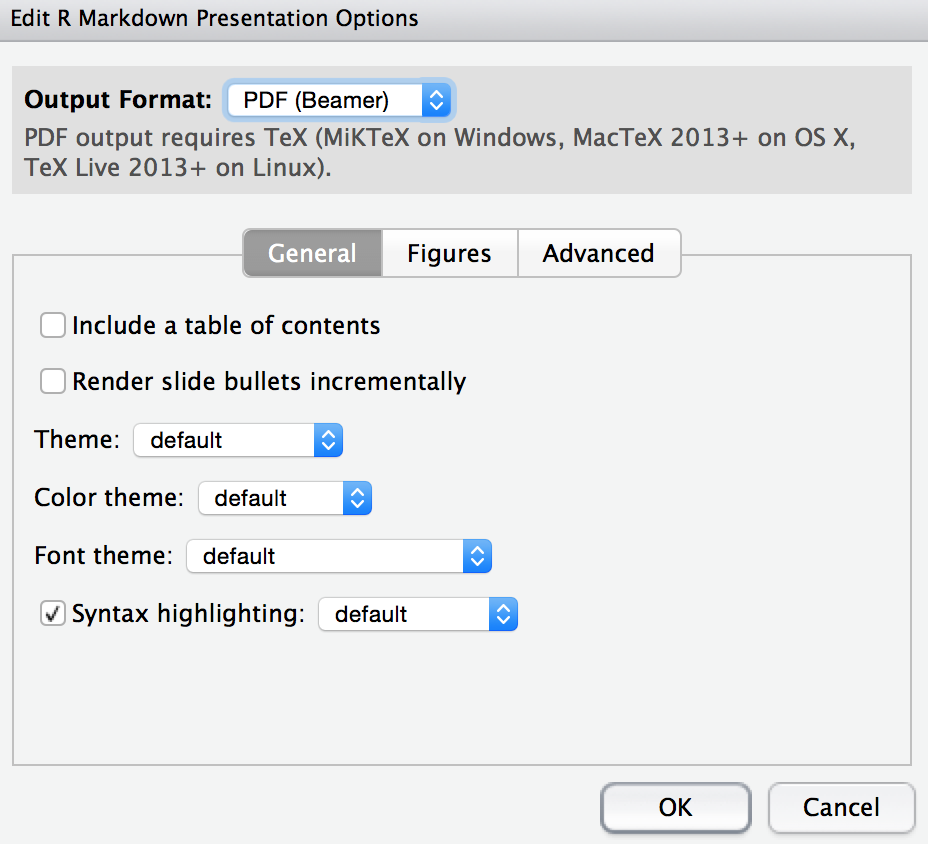 Edit R Markdown Presentation Options
Output Format: PDF (Beamer)
PDF output requires TeX (MiKTeX on Windows, MacTeX 2013+ on OS X,
TeX Live 2013+ on Linux).
General Figures Advanced
Include a table of contents
Render slide bullets incrementally
Theme: default
Color theme: default
Font theme: default
Syntax highlighting: default
OK Cancel